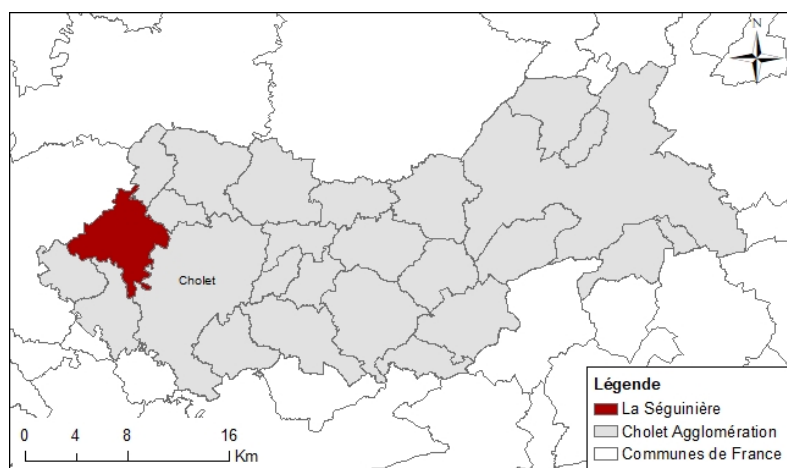 N
Cholet
Légende
La Séguinière
Cholet Agglomération
Communes de France
0 4 8 16
Km